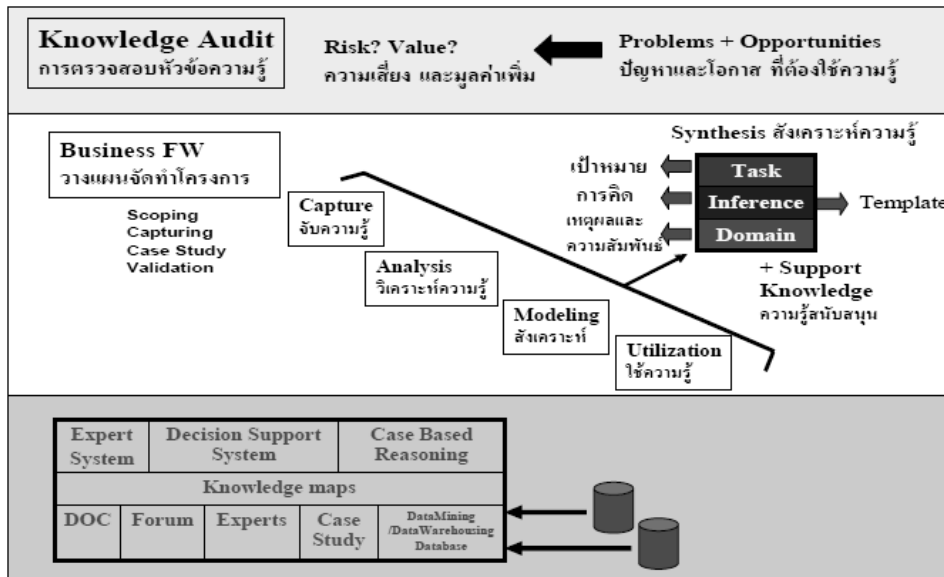 Knowledge Audit
การตรวจสอบหัวข้อความรู้
Risk? Value?
ความเสี่ยง และมูลค่าเพิ่ม
Problems + Opportunities
ปัญหาและโอกาส ที่ต้องใช้ความรู้
Business FW
วางแผนจัดทำโครงการ
Scoping
Capturing
Case Study
Validation
Capture
จับความรู้
Analysis
วิเคราะห์ความรู้
Modeling
สังเคราะห์
Utilization
ใช้ความรู้
Synthesis สังเคราะห์ความรู้
เป้าหมาย
การคิด
เหตุผลและ
ความสัมพันธ์
Task
Inference
Domain
Template
+ Support
Knowledge
ความรู้สนับสนุน
Expert
System
Decision Support
System
Case Based
Reasoning
Knowledge maps
DOC
Forum
Experts
Case
Study
DataMining
/DataWarehousing
Database